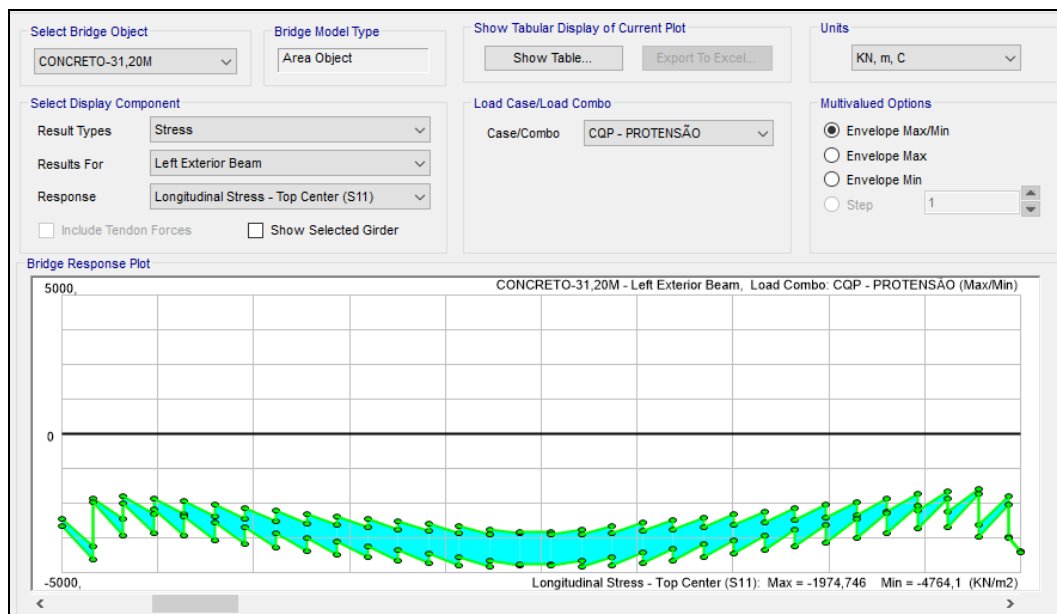 Select Bridge Object
CONCRETO-31,20M
Bridge Model Type
Area Object
Show Tabular Display of Current Plot
Show Table...
Export To Excel...
Units
KN, m, C
Select Display Component
Result Types
Stress
Results For
Left Exterior Beam
Response
Longitudinal Stress - Top Center (S11)
Include Tendon Forces
Show Selected Girder
Load Case/Load Combo
Case/Combo
CQP - PROTENSÃO
Multivalued Options
Envelope Max/Min
Envelope Max
Envelope Min
Step
1
Bridge Response Plot
5000,
CONCRETO-31,20M - Left Exterior Beam, Load Combo: CQP - PROTENSÃO (Max/Min)
0
-5000,
Longitudinal Stress - Top Center (S11): Max = -1974,746 Min = -4764,1 (KN/m2)